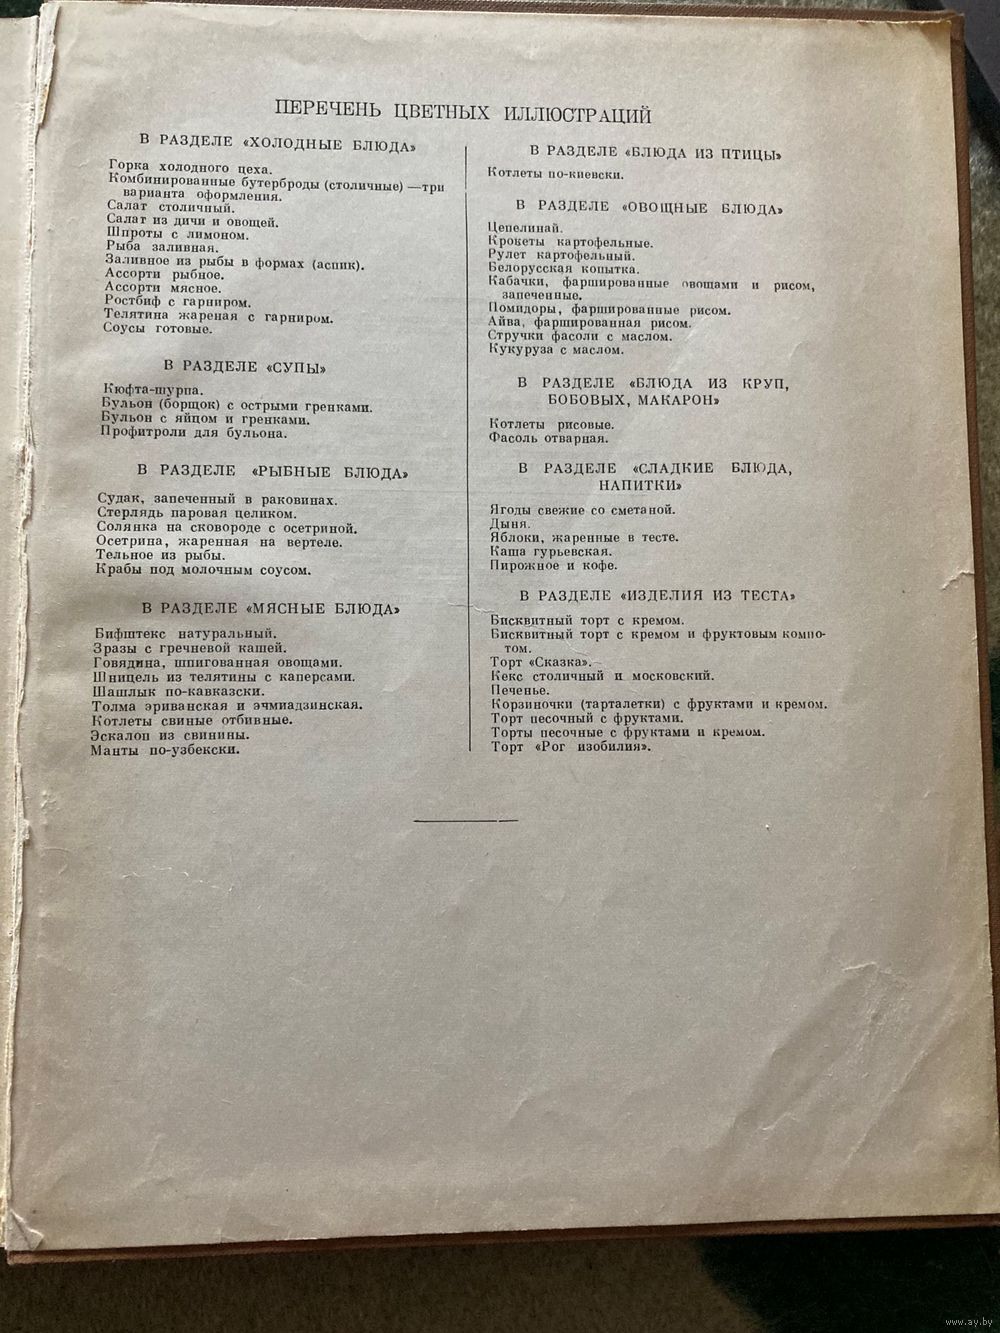 ПЕРЕЧЕНЬ ЦВЕТНЫХ ИЛЛЮСТРАЦИЙ
В РАЗДЕЛЕ «ХОЛОДНЫЕ БЛЮДА»
Горка холодного цеха.
Комбинированные бутерброды (столичные) —три
варианта оформления.
Салат столичный.
Салат из дичи и овощей.
Шпроты с лимоном.
Рыба заливная.
Заливное из рыбы в формах (аспик).
Ассорти рыбное.
Ассорти мясное.
Ростбиф с гарниром.
Телятина жареная с гарниром.
Соусы готовые.
В РАЗДЕЛЕ «СУПЫ»
Кюфта-шурпа.
Бульон (борщок) с острыми гренками.
Бульон с яйцом и гренками.
Профитроли для бульона.
В РАЗДЕЛЕ «РЫБНЫЕ БЛЮДА»
Судак, запеченный в раковинах.
Стерлядь паровая целиком.
Солянка на сковороде с осетриной.
Осетрина, жаренная на вертеле.
Тельное из рыбы.
Крабы под молочным соусом.
В РАЗДЕЛЕ «МЯСНЫЕ БЛЮДА»
Бифштекс натуральный.
Зразы с гречневой кашей.
Говядина, шпигованная овощами.
Шницель из телятины с каперсами.
Шашлык по-кавказски.
Толма эриванская и эчмиадзинская.
Котлеты свиные отбивные.
Эскалоп из свинины.
Манты по-узбекски.
В РАЗДЕЛЕ «БЛЮДА ИЗ ПТИЦЫ»
Котлеты по-киевски.
В РАЗДЕЛЕ «ОВОЩНЫЕ БЛЮДА»
Цепелинай.
Крокеты картофельные.
Рулет картофельный.
Белорусская копытка.
Кабачки, фаршированные овощами и рисом,
запеченные.
Помидоры, фаршированные рисом.
Айва, фаршированная рисом.
Стручки фасоли с маслом.
Кукуруза с маслом.
В РАЗДЕЛЕ «БЛЮДА ИЗ КРУП,
БОБОВЫХ, МАКАРОН»
Котлеты рисовые.
Фасоль отварная.
В РАЗДЕЛЕ «СЛАДКИЕ БЛЮДА,
НАПИТКИ»
Ягоды свежие со сметаной.
Дыня.
Яблоки, жаренные в тесте.
Каша гурьевская.
Пирожное и кофе.
В РАЗДЕЛЕ «ИЗДЕЛИЯ ИЗ ТЕСТА»
Бисквитный торт с кремом.
Бисквитный торт с кремом и фруктовым компо-
том.
Торт «Сказка».
Кекс столичный и московский.
Печенье.
Корзиночки (тарталетки) с фруктами и кремом.
Торт песочный с фруктами.
Торты песочные с фруктами и кремом.
Торт «Рог изобилия».
www.ay.by